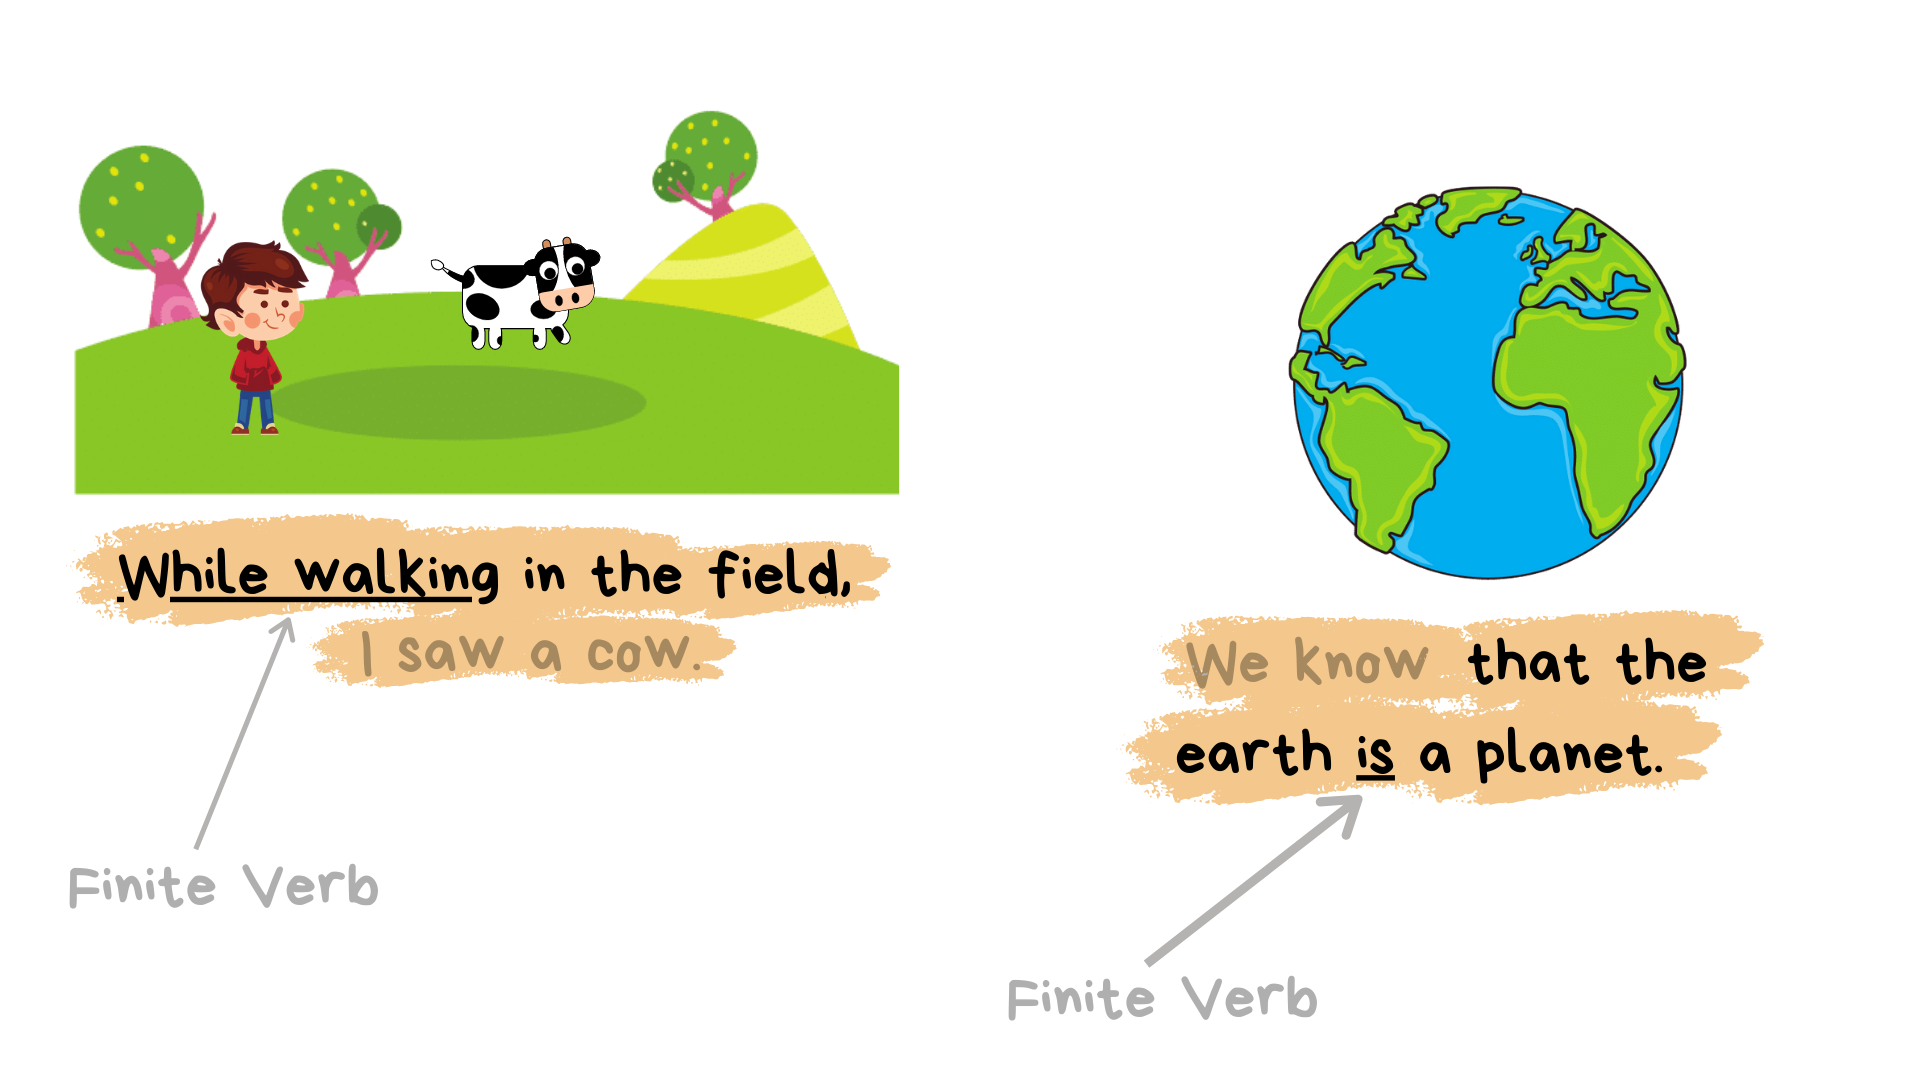 While walking in the field,
I saw a cow.
Finite Verb
We know that the
earth is a planet.
Finite Verb